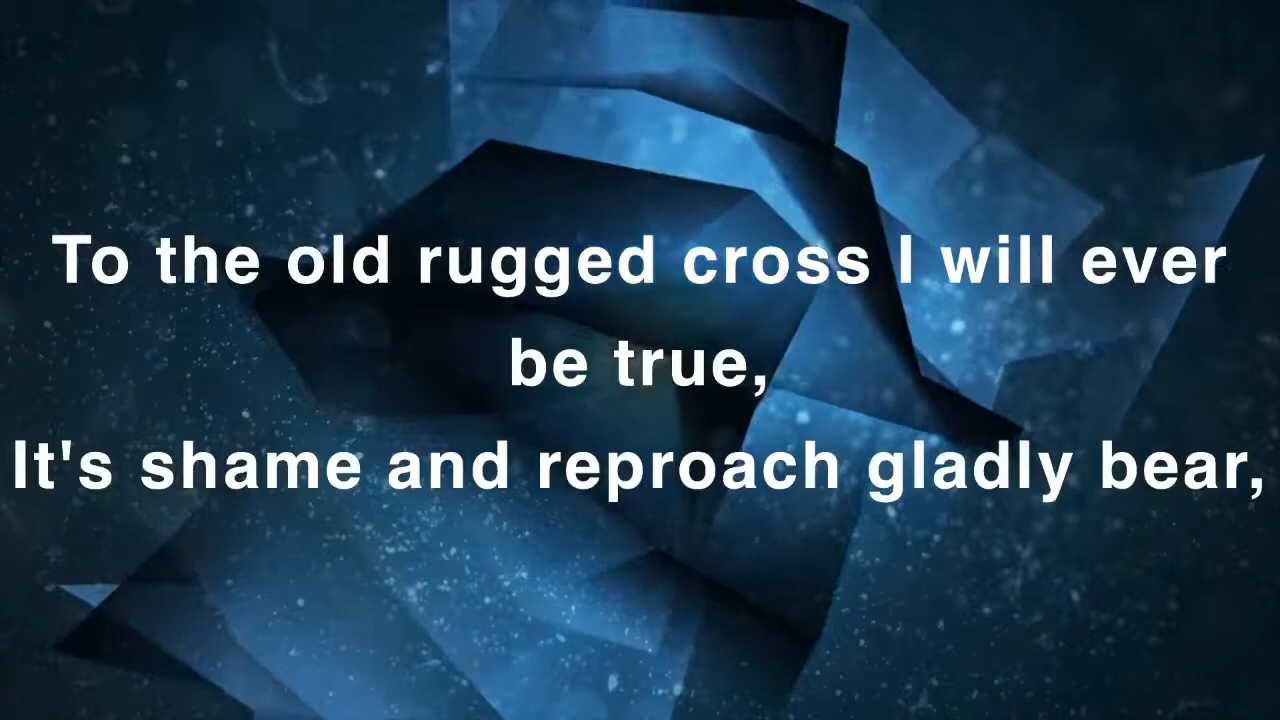 To the old rugged cross I will ever
be true,
It's shame and reproach gladly bear,